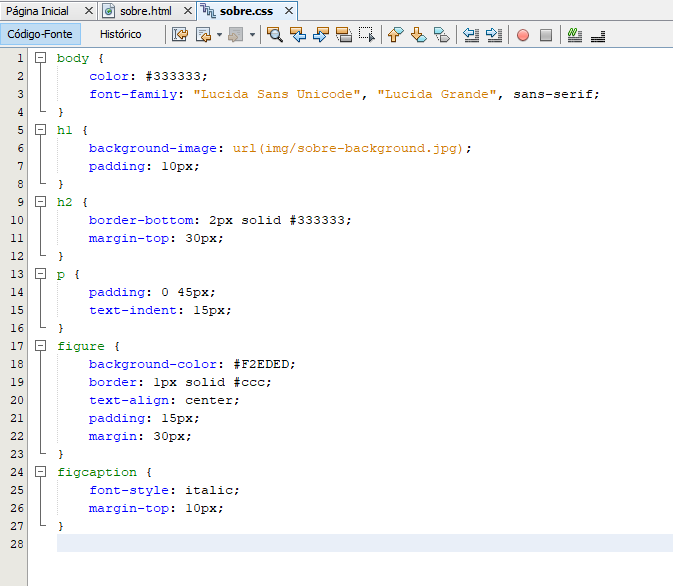 Página Inicial sobre.html sobre.css
Código-Fonte Histórico
1 body {
2 color: #333333;
3 font-family: "Lucida Sans Unicode", "Lucida Grande", sans-serif;
4 }
5 h1 {
6 background-image: url(img/sobre-background.jpg);
7 padding: 10px;
8 }
9 h2 {
10 border-bottom: 2px solid #333333;
11 margin-top: 30px;
12 }
13 p {
14 padding: 0 45px;
15 text-indent: 15px;
16 }
17 figure {
18 background-color: #F2EDED;
19 border: 1px solid #ccc;
20 text-align: center;
21 padding: 15px;
22 margin: 30px;
23 }
24 figcaption {
25 font-style: italic;
26 margin-top: 10px;
27 }
28